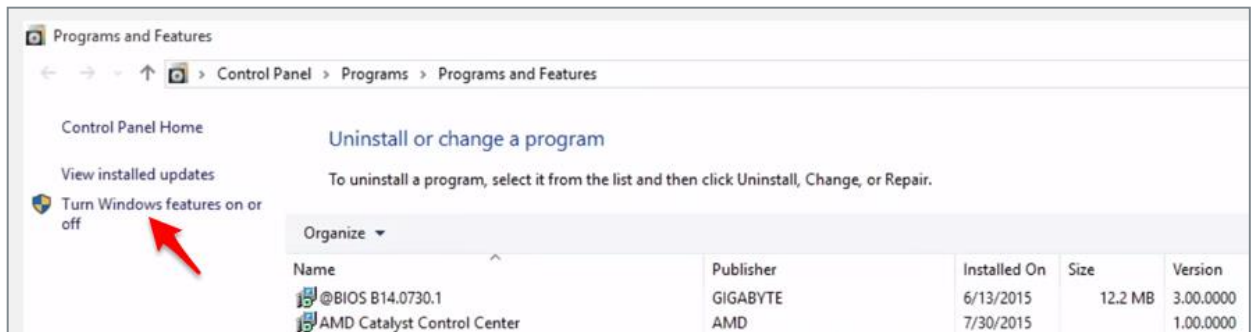 Programs and Features
Control Panel > Programs > Programs and Features
Control Panel Home
View installed updates
Turn Windows features on or
off
Uninstall or change a program
To uninstall a program, select it from the list and then click Uninstall, Change, or Repair.
Organize
Name Publisher Installed On Size Version
@BIOS B14.0730.1 GIGABYTE 6/13/2015 12.2 MB 3.00.0000
AMD Catalyst Control Center AMD 7/30/2015 1.00.0000